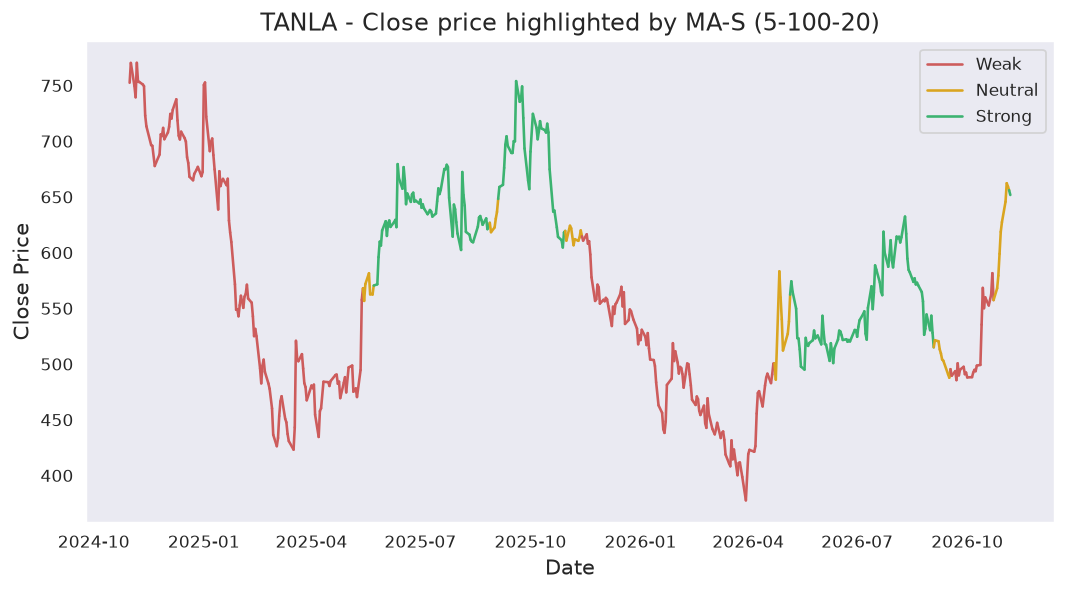 TANLA - Close price highlighted by MA-S (5-100-20)
Weak
Neutral
Strong
Close Price
750
700
650
600
550
500
450
400
2024-10 2025-01 2025-04 2025-07 2025-10 2026-01 2026-04 2026-07 2026-10
Date